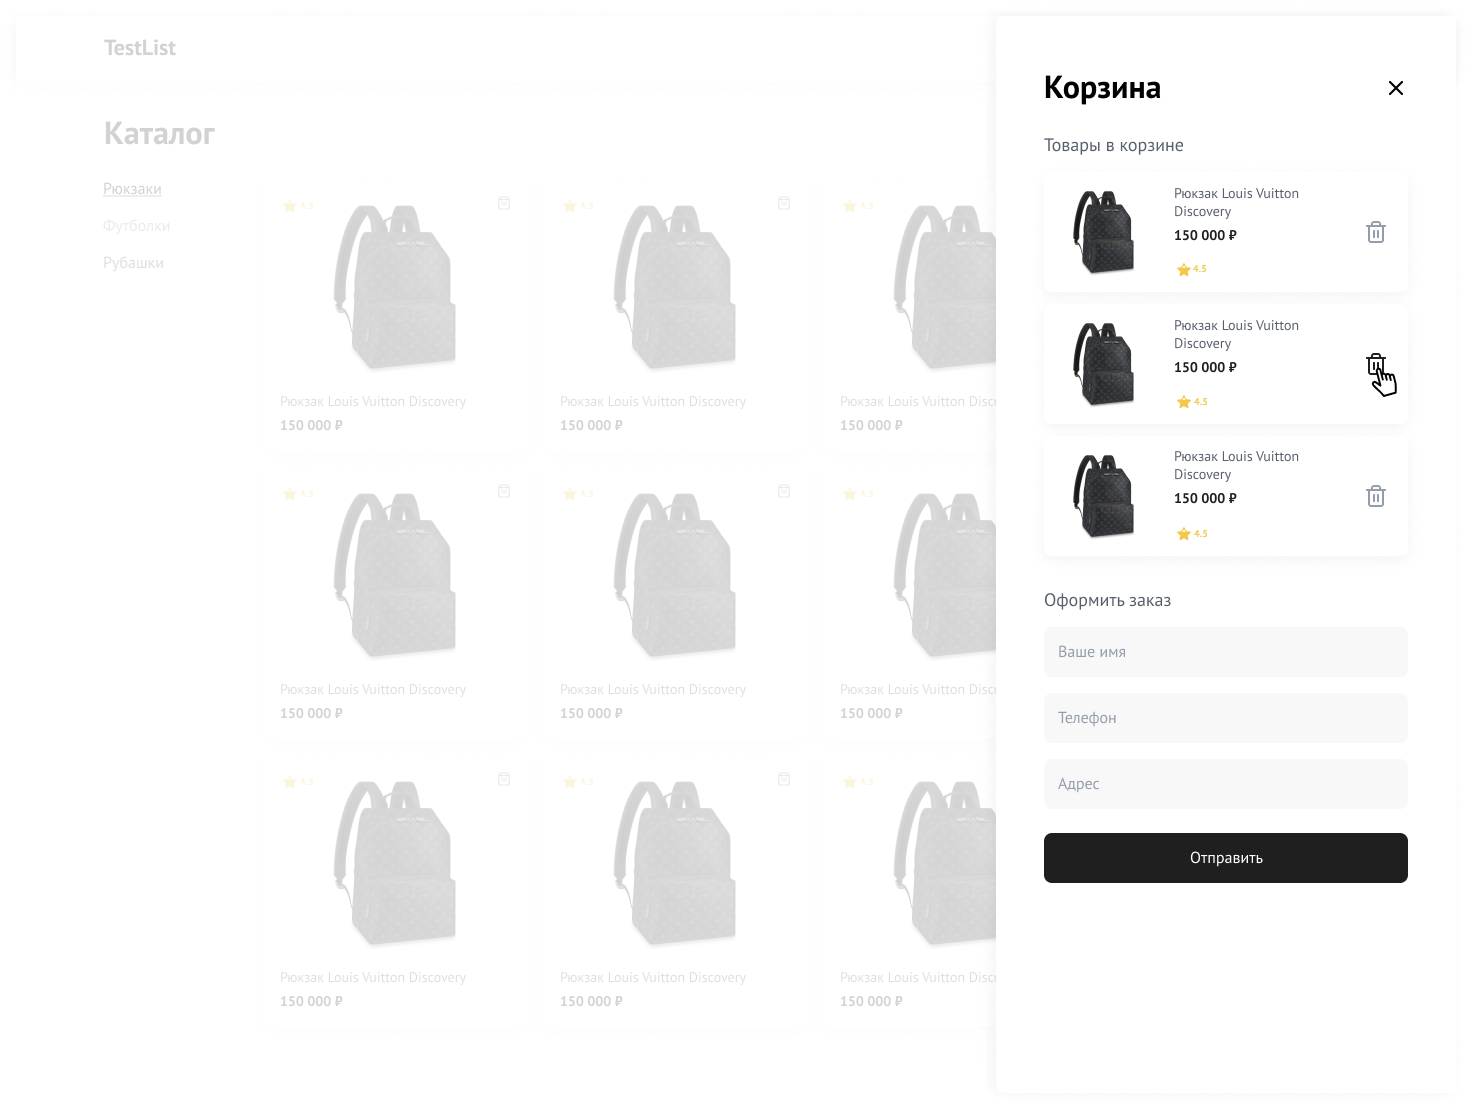 TestList
Каталог
Рюкзаки
Футболки
Рубашки
4.5
4.5
4.5
Рюкзак Louis Vuitton Discovery
150 000 ₽
Рюкзак Louis Vuitton Discovery
150 000 ₽
Рюкзак Louis Vuitton Disc
150 000 ₽
4.5
4.5
4.5
Рюкзак Louis Vuitton Discovery
150 000 ₽
Рюкзак Louis Vuitton Discovery
150 000 ₽
Рюкзак Louis Vuitton Disc
150 000 ₽
4.5
4.5
4.5
Рюкзак Louis Vuitton Discovery
150 000 ₽
Рюкзак Louis Vuitton Discovery
150 000 ₽
Рюкзак Louis Vuitton Disc
150 000 ₽
Корзина
Товары в корзине
Рюкзак Louis Vuitton
Discovery
150 000 ₽
4.5
Рюкзак Louis Vuitton
Discovery
150 000 ₽
4.5
Рюкзак Louis Vuitton
Discovery
150 000 ₽
4.5
Оформить заказ
Ваше имя
Телефон
Адрес
Отправить